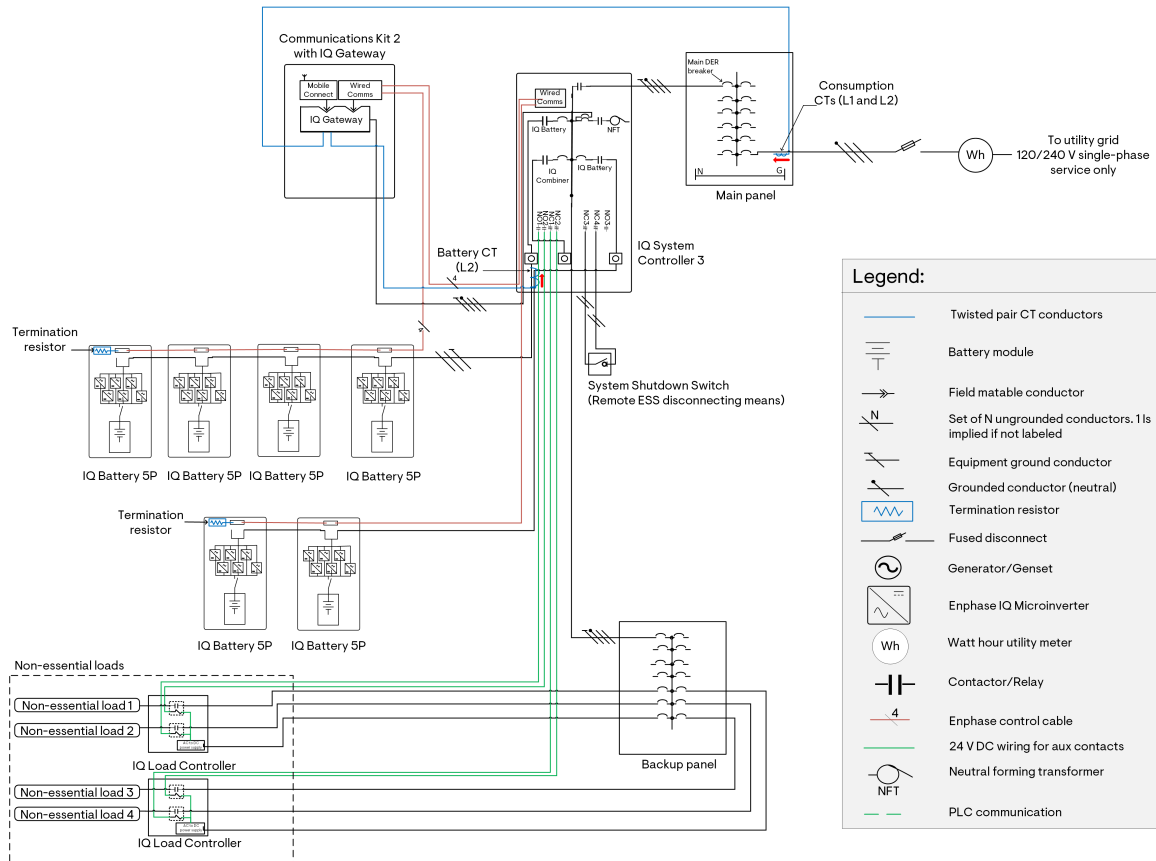 Communications Kit 2
with IQ Gateway
Mobile
Connect
Wired
Comms
IQ Gateway
Wired
Comms
IQ Battery
NFT
IQ
Combiner
IQ Battery
NO1
NO2
NC1
NC2
NC3
NC4
NO3
Battery CT
(L2)
IQ System
Controller 3
Main DER
breaker
N
G
Main panel
Consumption
CTs (L1 and L2)
Wh
To utility grid
120/240 V single-phase
service only
4
4
System Shutdown Switch
(Remote ESS disconnecting means)
Termination
resistor
IQ Battery 5P
IQ Battery 5P
IQ Battery 5P
IQ Battery 5P
Termination
resistor
IQ Battery 5P
IQ Battery 5P
Non-essential loads
Non-essential load 1
Non-essential load 2
IQ Load Controller
Non-essential load 3
Non-essential load 4
IQ Load Controller
Backup panel
Legend:
Twisted pair CT conductors
Battery module
Field matable conductor
N
Set of N ungrounded conductors. 1 Is
implied if not labeled
Equipment ground conductor
Grounded conductor (neutral)
Termination resistor
Fused disconnect
Generator/Genset
Enphase IQ Microinverter
Wh
Watt hour utility meter
Contactor/Relay
4
Enphase control cable
24 V DC wiring for aux contacts
NFT
Neutral forming transformer
PLC communication